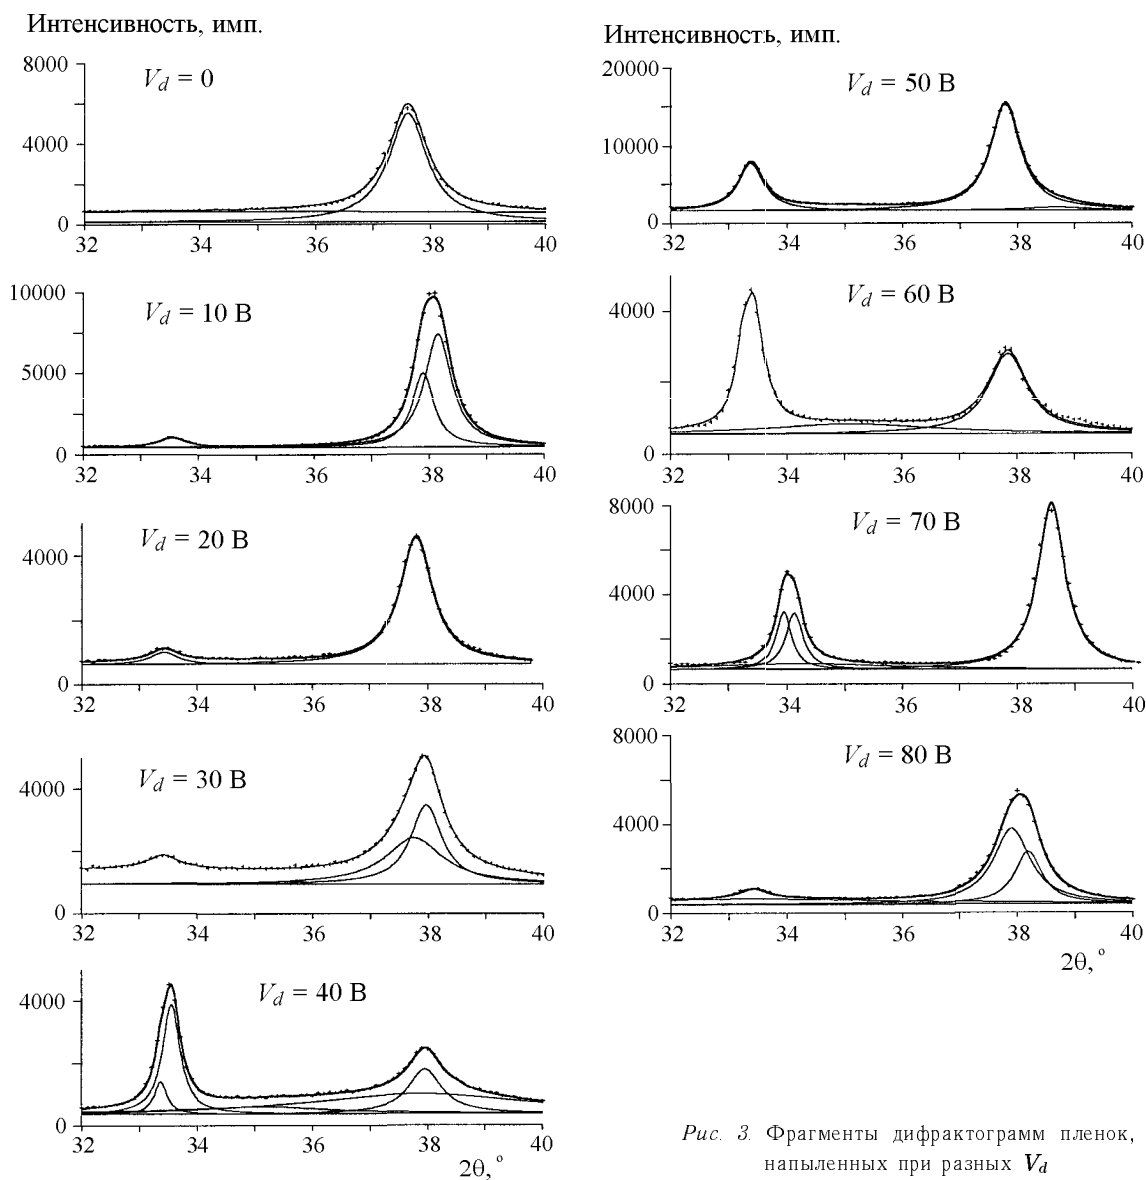 Интенсивность, имп.
8000
V_d = 0
4000
0
32 34 36 38 40
10000
V_d = 10 В
5000
0
32 34 36 38 40
V_d = 20 В
4000
0
32 34 36 38 40
V_d = 30 В
4000
0
32 34 36 38 40
V_d = 40 В
4000
0
32 34 36 38 40
2θ, °
Интенсивность, имп.
20000
V_d = 50 В
10000
0
32 34 36 38 40
V_d = 60 В
4000
0
32 34 36 38 40
8000
V_d = 70 В
4000
0
32 34 36 38 40
8000
V_d = 80 В
4000
0
32 34 36 38 40
2θ, °
Рис. 3. Фрагменты дифрактограмм пленок,
напыленных при разных V_d